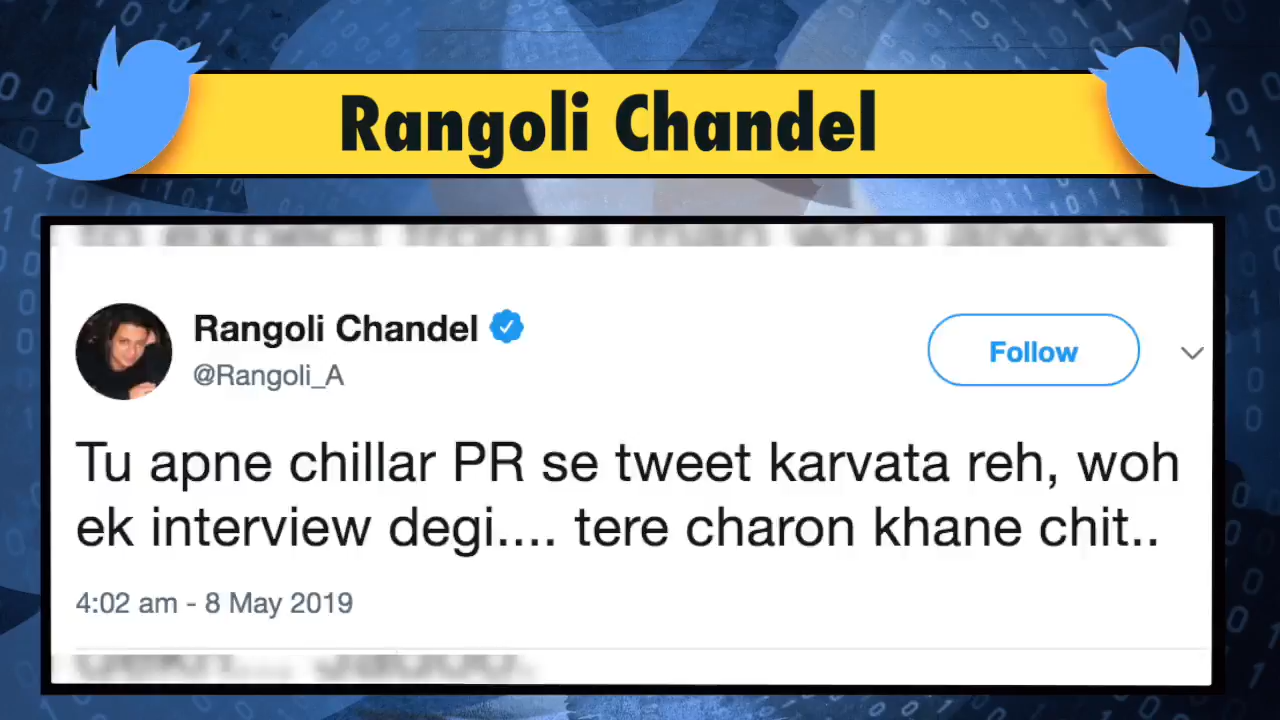 Rangoli Chandel
Rangoli Chandel
@Rangoli_A
Follow
Tu apne chillar PR se tweet karvata reh, woh
ek interview degi.... tere charon khane chit..
4:02 am - 8 May 2019